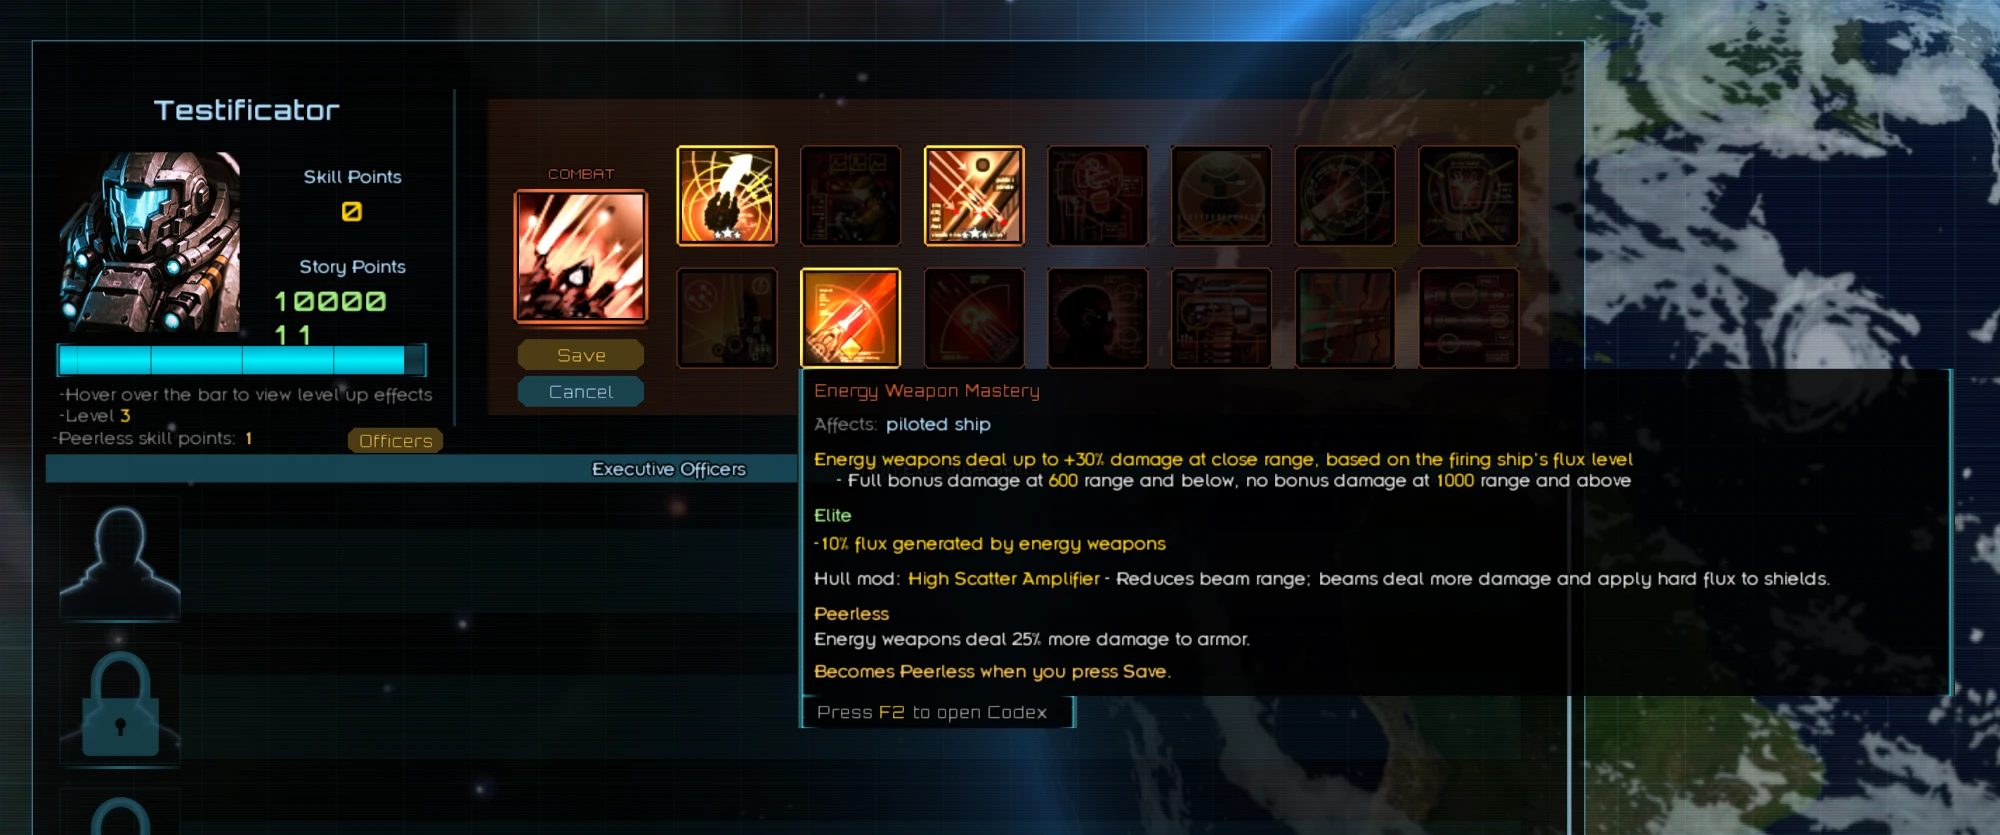 Testificator
Skill Points
0
Story Points
10000
11
-Hover over the bar to view level up effects
-Level 3
-Peerless skill points: 1
Officers
COMBAT
Save
Cancel
Executive Officers
Energy Weapon Mastery
Affects: piloted ship
Energy weapons deal up to +30% damage at close range, based on the firing ship's flux level
- Full bonus damage at 600 range and below, no bonus damage at 1000 range and above
Elite
-10% flux generated by energy weapons
Hull mod: High Scatter Amplifier - Reduces beam range; beams deal more damage and apply hard flux to shields.
Peerless
Energy weapons deal 25% more damage to armor.
Becomes Peerless when you press Save.
Press F2 to open Codex